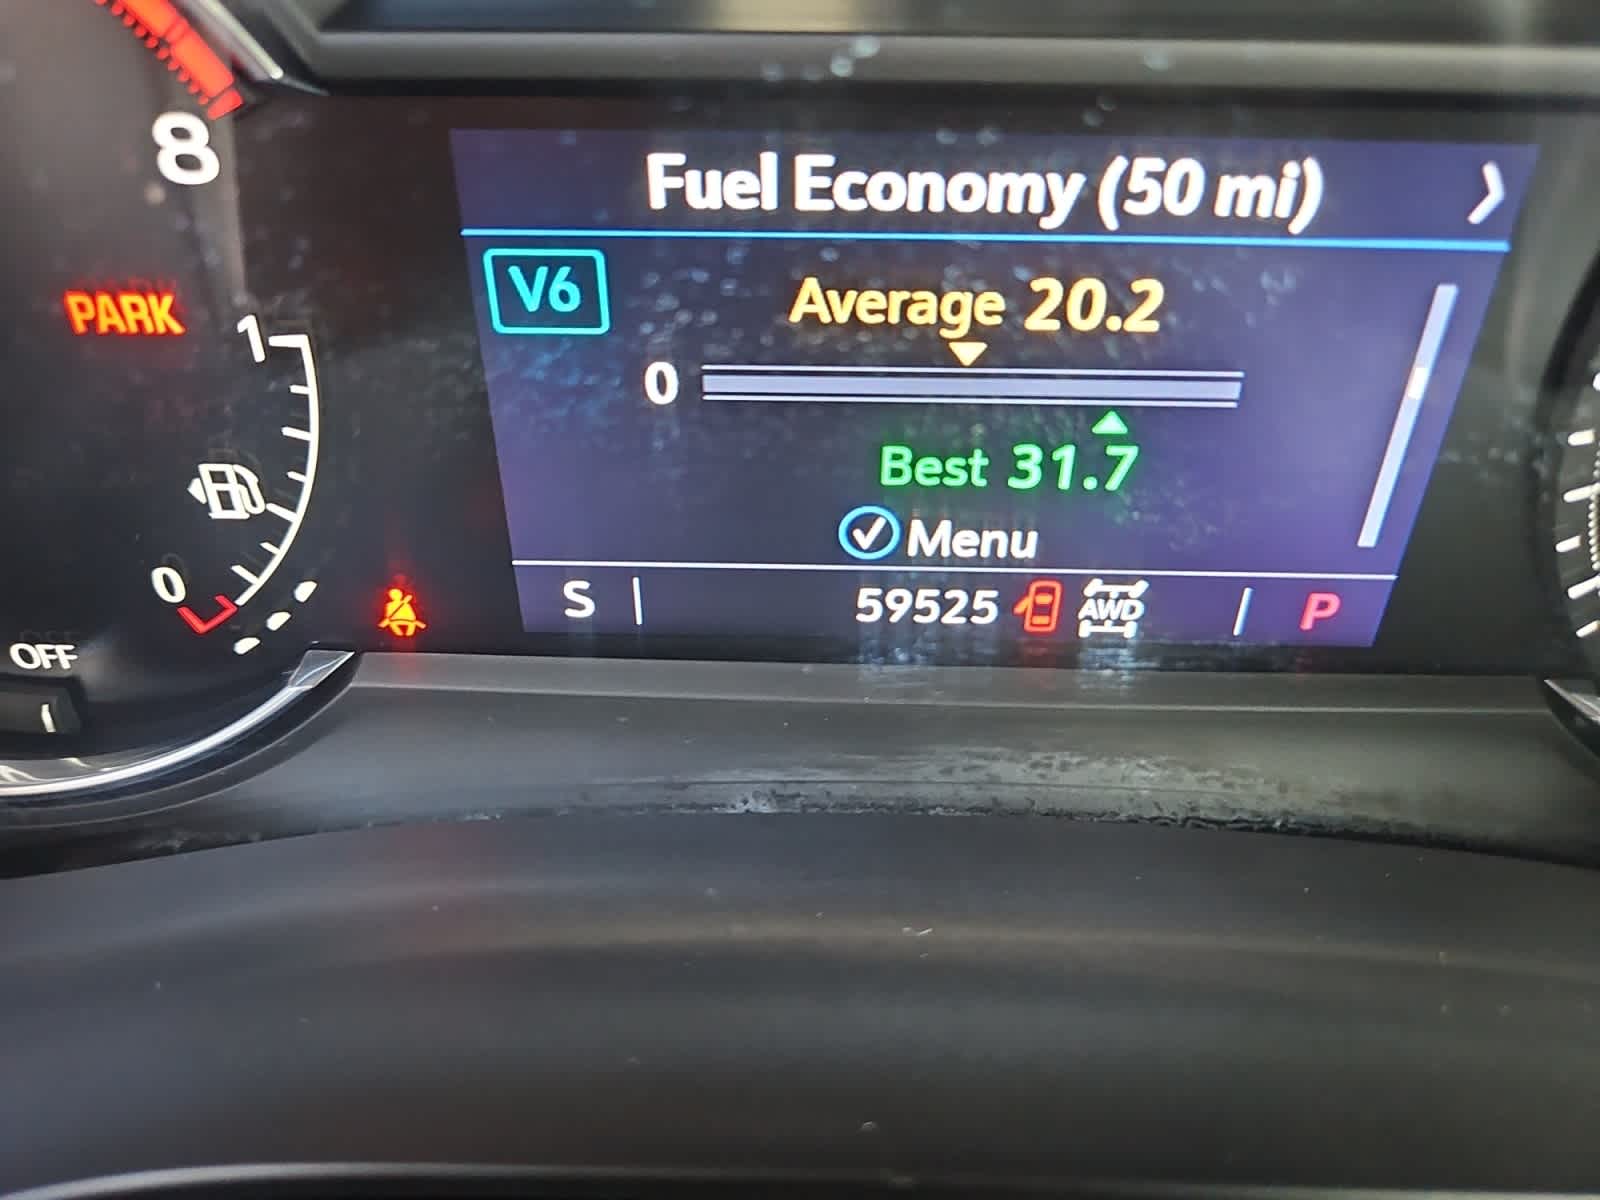 8
PARK
1
0
OFF
Fuel Economy (50 mi)
V6
Average 20.2
0
Best 31.7
Menu
S 59525 AWD P